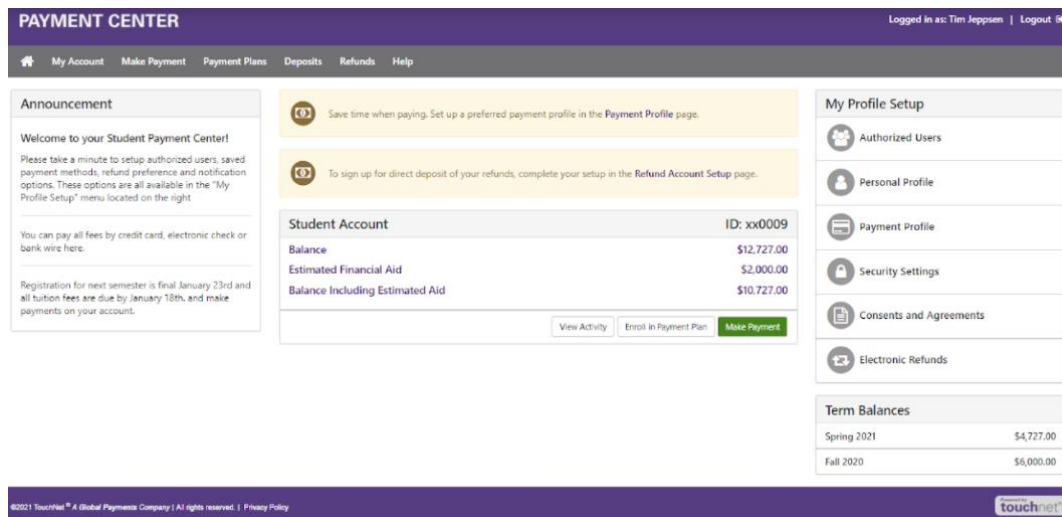 PAYMENT CENTER
Logged in as: Tim Jeppsen | Logout
My Account Make Payment Payment Plans Deposits Refunds Help
Announcement
Welcome to your Student Payment Center!
Please take a minute to setup authorized users, saved
payment methods, refund preference and notification
options. These options are all available in the "My
Profile Setup" menu located on the right
You can pay all fees by credit card, electronic check or
bank wire here.
Registration for next semester is final January 23rd and
all tuition fees are due by January 18th. and make
payments on your account.
Save time when paying. Set up a preferred payment profile in the Payment Profile page.
To sign up for direct deposit of your refunds, complete your setup in the Refund Account Setup page.
Student Account ID: xx0009
Balance $12,727.00
Estimated Financial Aid $2,000.00
Balance Including Estimated Aid $10,727.00
View Activity Enroll in Payment Plan Make Payment
My Profile Setup
Authorized Users
Personal Profile
Payment Profile
Security Settings
Consents and Agreements
Electronic Refunds
Term Balances
Spring 2021 $4,727.00
Fall 2020 $6,000.00
©2021 TouchNet® A Global Payments Company | All rights reserved. | Privacy Policy
Powered by
touchnet®